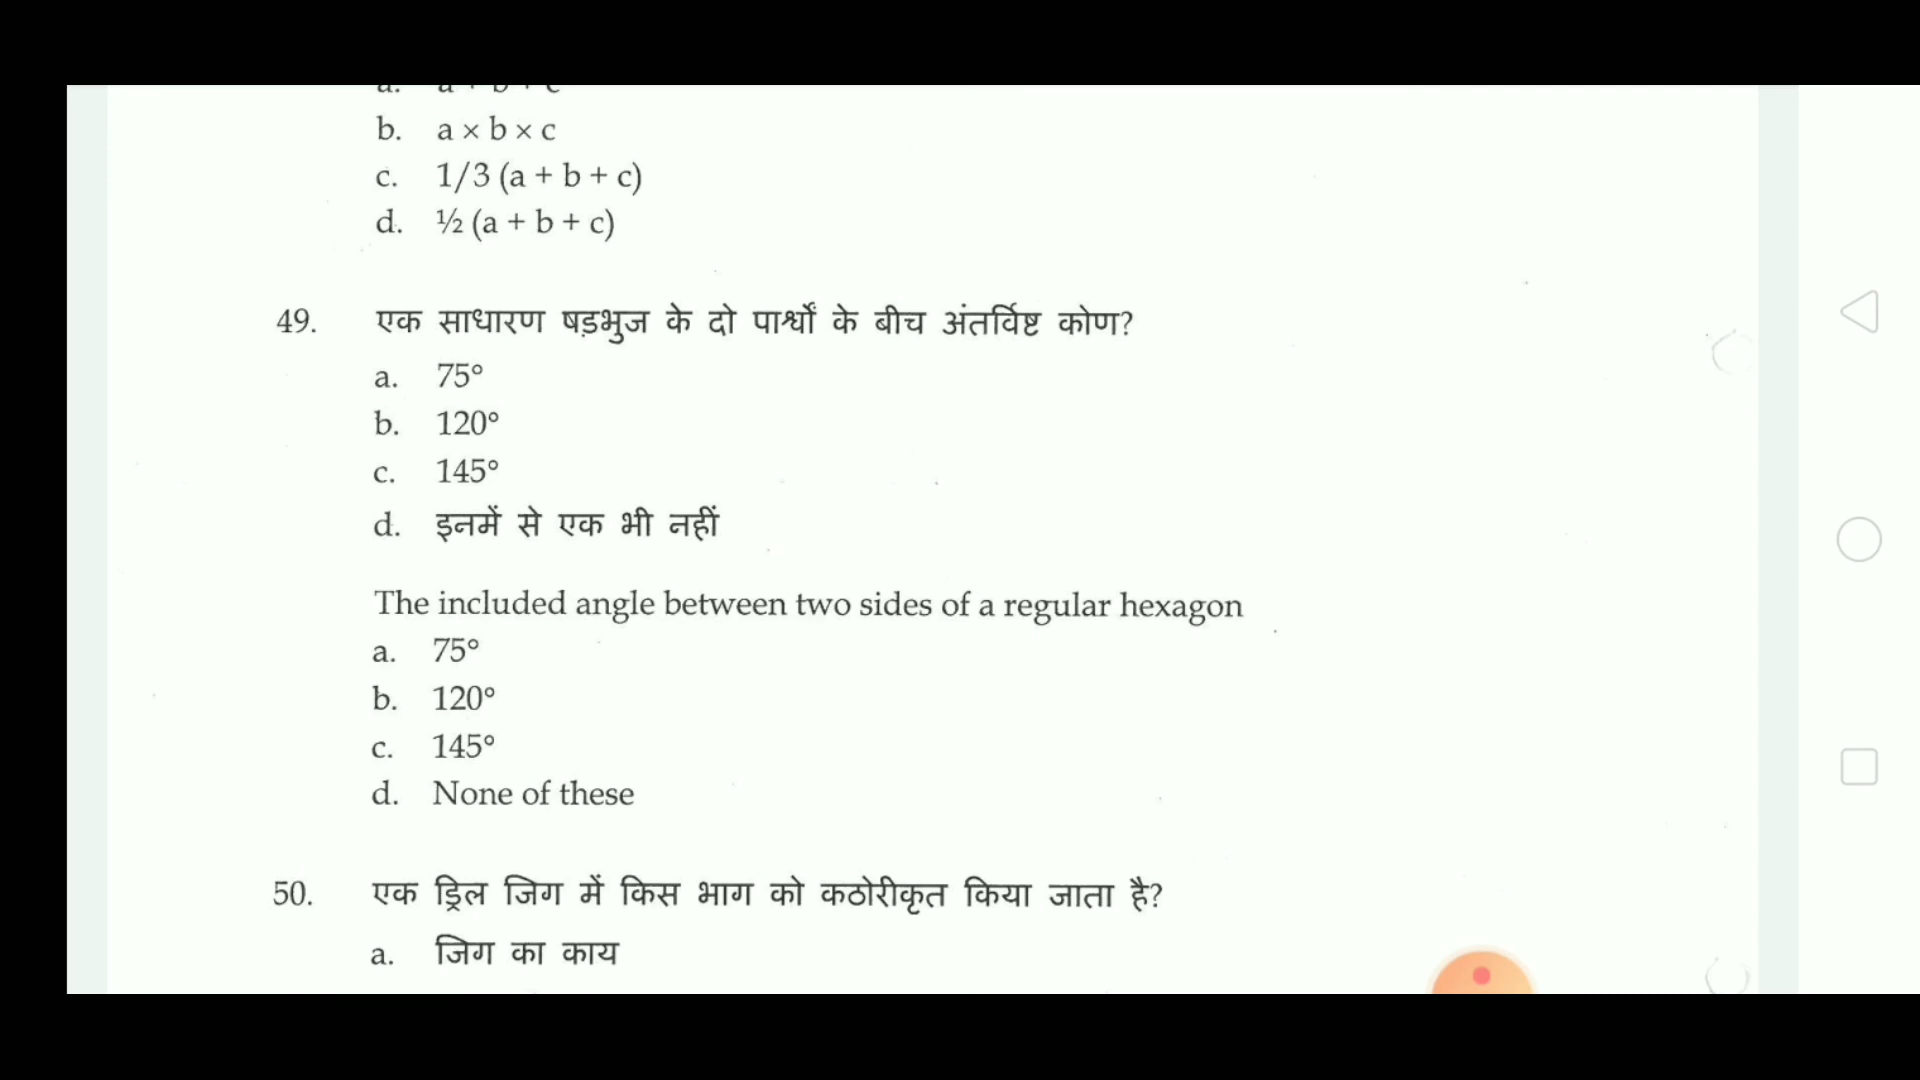 b. a × b × c
c. 1/3 (a + b + c)
d. ½ (a + b + c)
49. एक साधारण षड़भुज के दो पार्श्वों के बीच अंतर्विष्ट कोण?
a. 75°
b. 120°
c. 145°
d. इनमें से एक भी नहीं
The included angle between two sides of a regular hexagon
a. 75°
b. 120°
c. 145°
d. None of these
50. एक ड्रिल जिग में किस भाग को कठोरीकृत किया जाता है?
a. जिग का काय